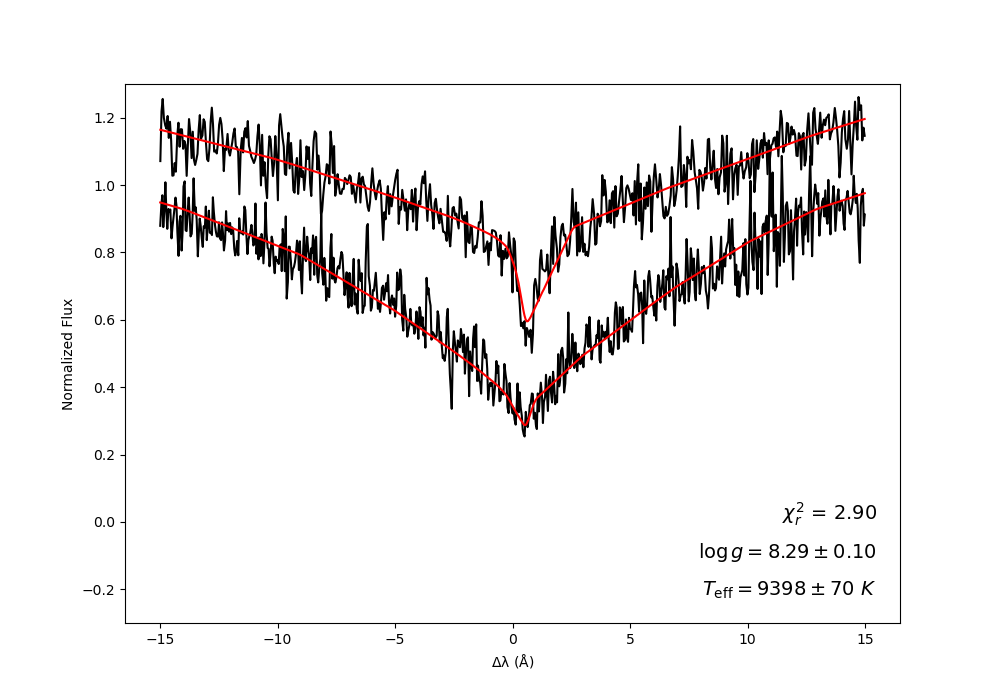 1.2
1.0
0.8
0.6
0.4
0.2
0.0
−0.2
Normalized Flux
χ²ᵣ = 2.90
log g = 8.29 ± 0.10
T_eff = 9398 ± 70 K
−15 −10 −5 0 5 10 15
Δλ (Å)